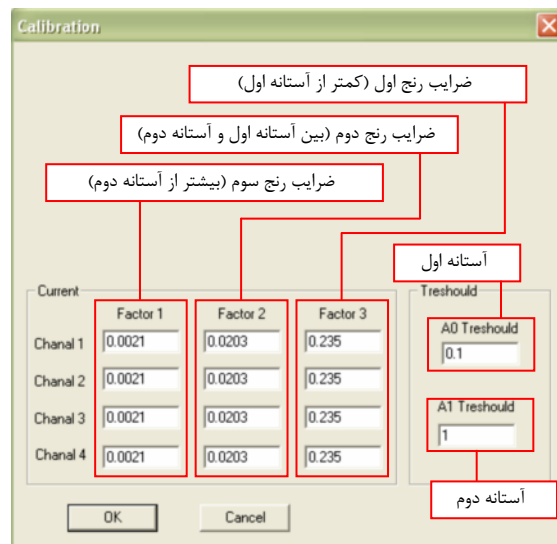 Calibration
ضرایب رنج اول (کمتر از آستانه اول)
ضرایب رنج دوم (بین آستانه اول و آستانه دوم)
ضرایب رنج سوم (بیشتر از آستانه دوم)
آستانه اول
Current
Treshould
Factor 1 Factor 2 Factor 3
A0 Treshould
Chanal 1 0.0021 0.0203 0.235
0.1
Chanal 2 0.0021 0.0203 0.235
A1 Treshould
Chanal 3 0.0021 0.0203 0.235
1
Chanal 4 0.0021 0.0203 0.235
آستانه دوم
OK Cancel